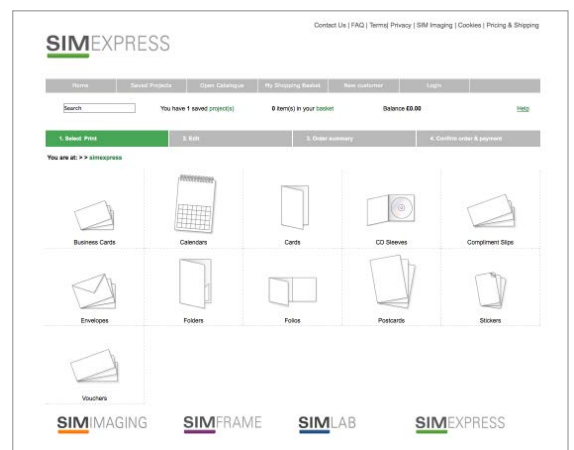 Contact Us | FAQ | Terms| Privacy | SIM Imaging | Cookies | Pricing & Shipping
SIMEXPRESS
Home Saved Projects Open Catalogue My Shopping Basket New customer Login
Search You have 1 saved project(s) 0 item(s) in your basket Balance £0.00 Help
1. Select Print 2. Edit 3. Order summary 4. Confirm order & payment
You are at: > > simexpress
Business Cards Calendars Cards CD Sleeves Compliment Slips
Envelopes Folders Folios Postcards Stickers
Vouchers
SIMIMAGING SIMFRAME SIMLAB SIMEXPRESS